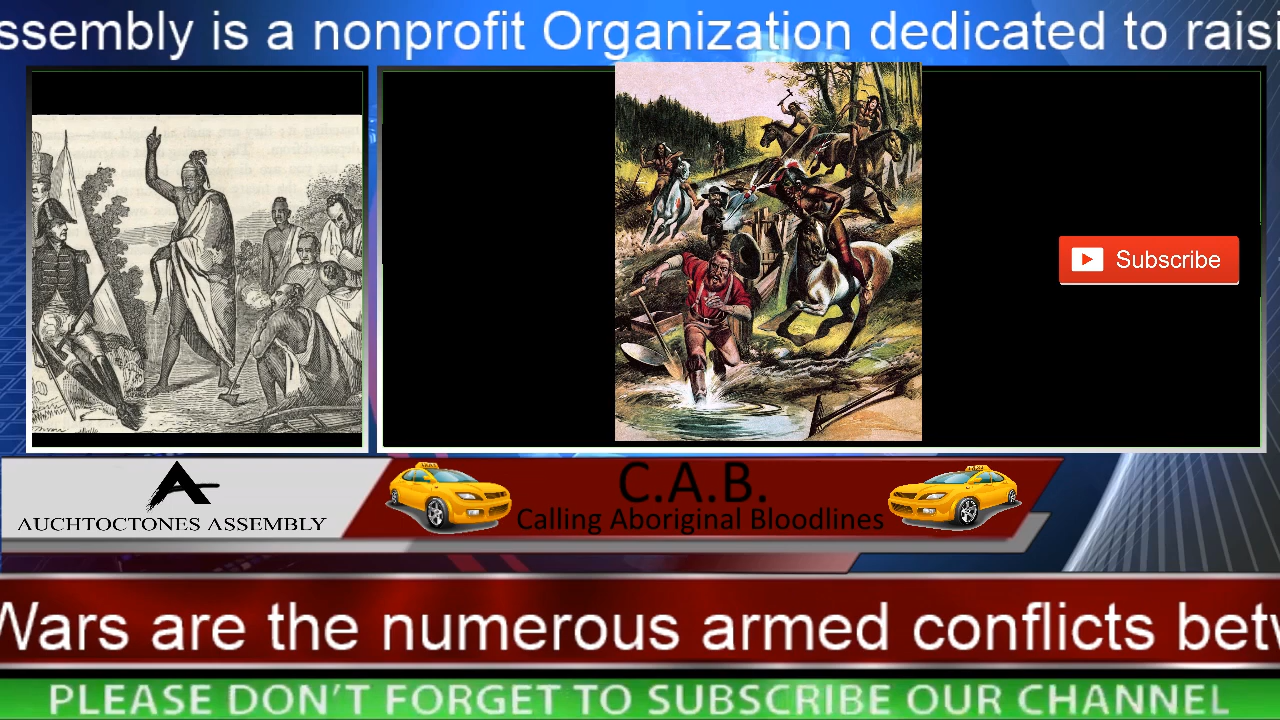 ssembly is a nonprofit Organization dedicated to raisi
Subscribe
C.A.B.
Calling Aboriginal Bloodlines
AUCHTOCTONES ASSEMBLY
Wars are the numerous armed conflicts betw
PLEASE DON'T FORGET TO SUBSCRIBE OUR CHANNEL